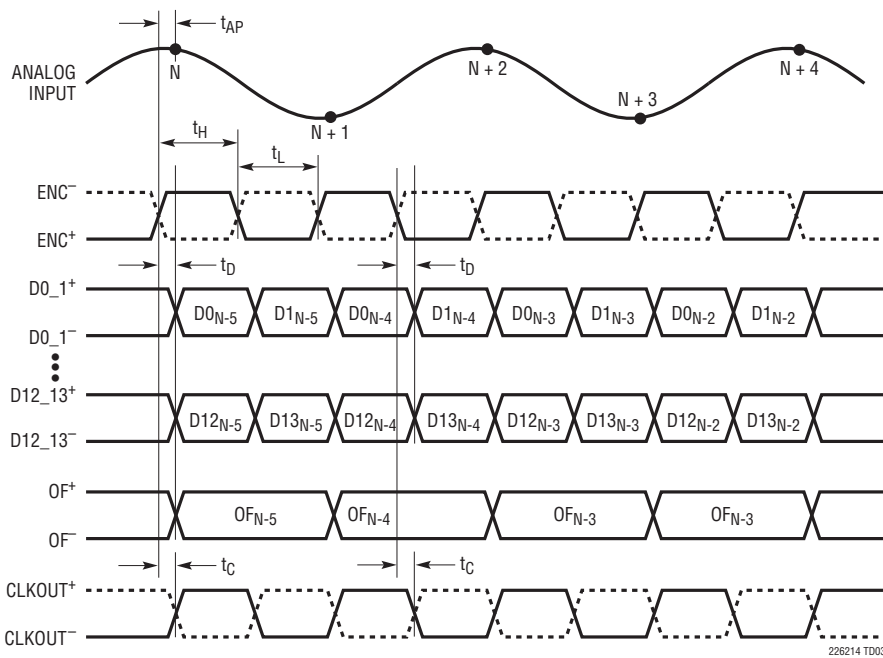 tAP
ANALOG
INPUT
N
N + 1
N + 2
N + 3
N + 4
tH
tL
ENC–
ENC+
tD
tD
D0_1+
D0_1–
D0N-5
D1N-5
D0N-4
D1N-4
D0N-3
D1N-3
D0N-2
D1N-2
D12_13+
D12_13–
D12N-5
D13N-5
D12N-4
D13N-4
D12N-3
D13N-3
D12N-2
D13N-2
OF+
OF–
OFN-5
OFN-4
OFN-3
OFN-3
tC
tC
CLKOUT+
CLKOUT–
226214 TD03